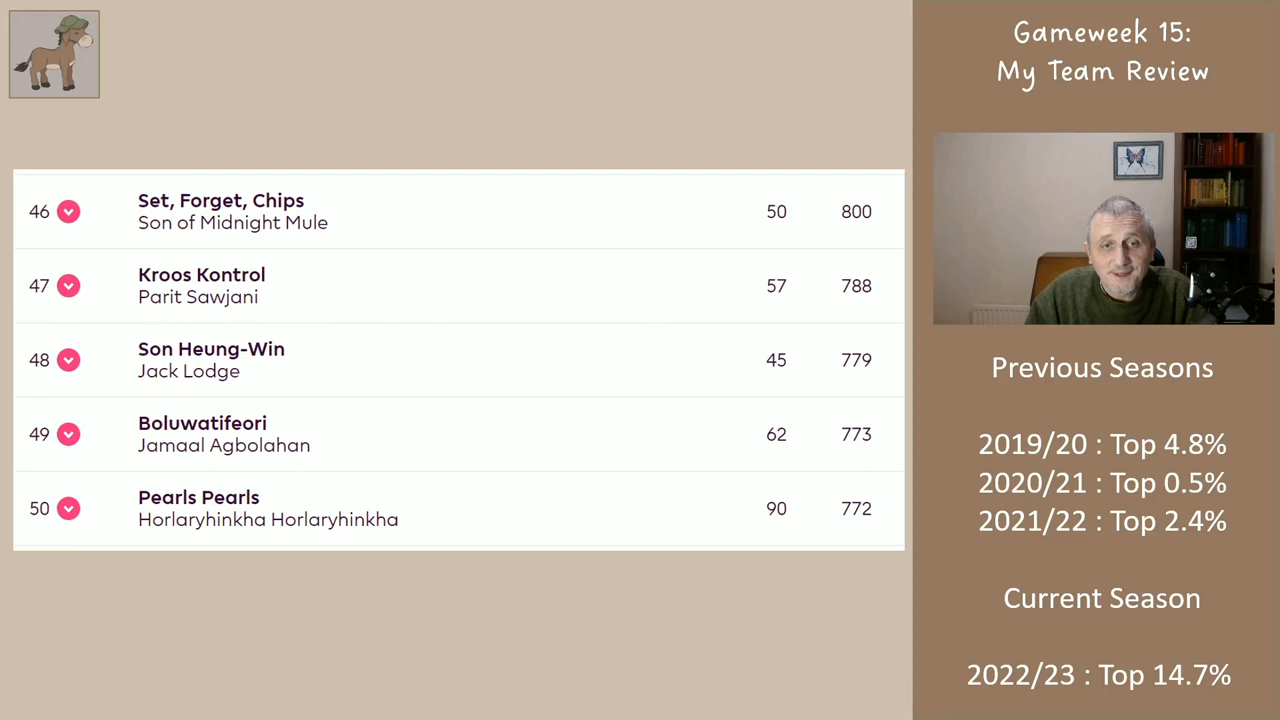 Gameweek 15:
My Team Review
46 Set, Forget, Chips 50 800
Son of Midnight Mule
47 Kroos Kontrol 57 788
Parit Sawjani
48 Son Heung-Win 45 779
Jack Lodge
49 Boluwatifeori 62 773
Jamaal Agbolahan
50 Pearls Pearls 90 772
Horlaryhinkha Horlaryhinkha
Previous Seasons
2019/20 : Top 4.8%
2020/21 : Top 0.5%
2021/22 : Top 2.4%
Current Season
2022/23 : Top 14.7%